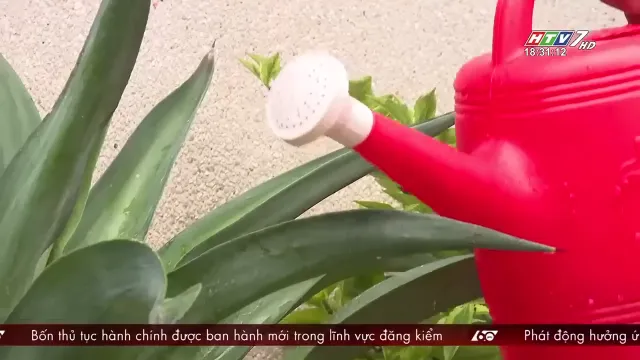 HTV7 HD
18:31:12
Bốn thủ tục hành chính được ban hành mới trong lĩnh vực đăng kiểm
60
Phát động hưởng ứ